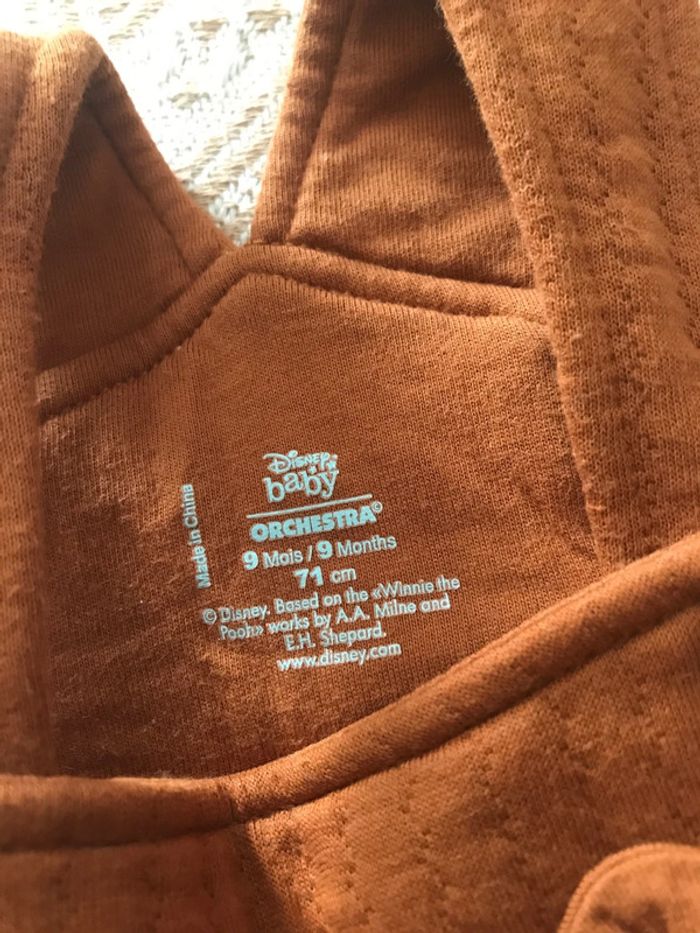 Disney
baby
ORCHESTRA©
9 Mois / 9 Months
71 cm
© Disney. Based on the «Winnie the
Pooh» works by A.A. Milne and
E.H. Shepard.
www.disney.com
Made in China